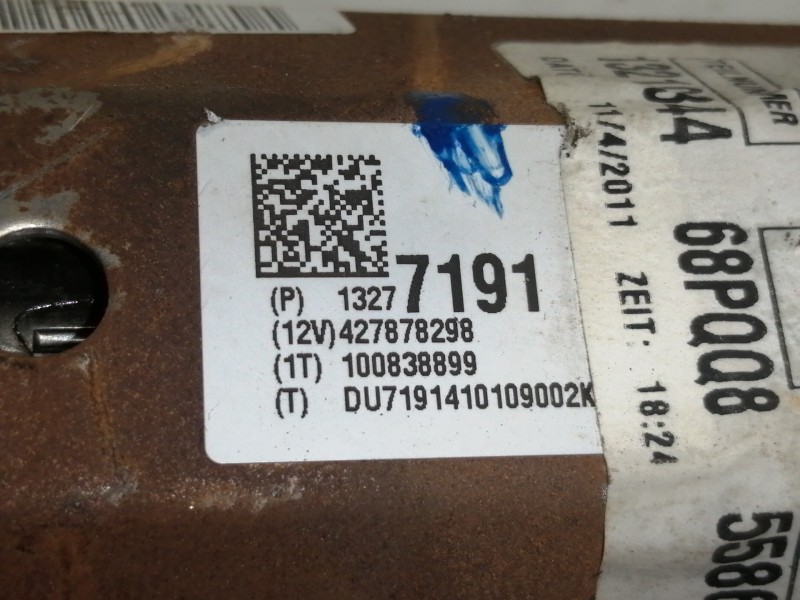 (P) 1327 7191
(12V) 427878298
(1T) 100838899
(T) DU7191410109002K
11/4/2011 ZEIT: 18:24
68PQQ8